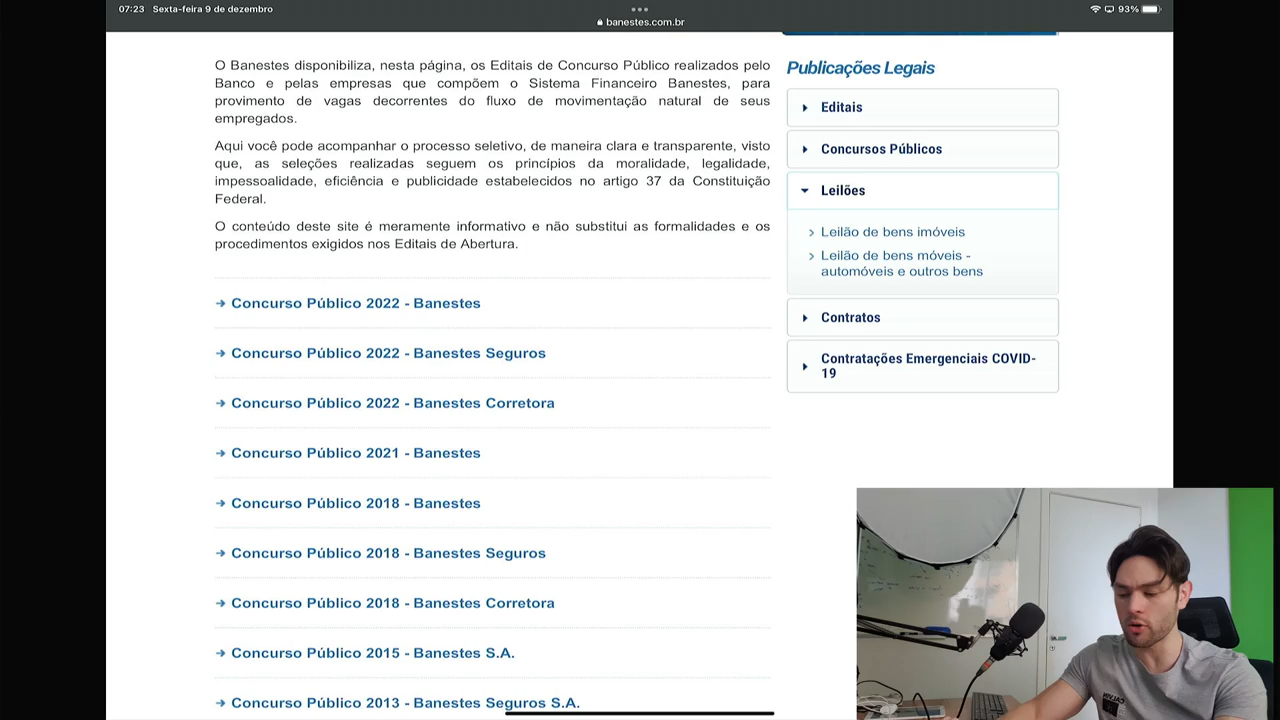 07:23 Sexta-feira 9 de dezembro
93%
banestes.com.br
O Banestes disponibiliza, nesta página, os Editais de Concurso Público realizados pelo
Banco e pelas empresas que compõem o Sistema Financeiro Banestes, para
provimento de vagas decorrentes do fluxo de movimentação natural de seus
empregados.
Aqui você pode acompanhar o processo seletivo, de maneira clara e transparente, visto
que, as seleções realizadas seguem os princípios da moralidade, legalidade,
impessoalidade, eficiência e publicidade estabelecidos no artigo 37 da Constituição
Federal.
O conteúdo deste site é meramente informativo e não substitui as formalidades e os
procedimentos exigidos nos Editais de Abertura.
Concurso Público 2022 - Banestes
Concurso Público 2022 - Banestes Seguros
Concurso Público 2022 - Banestes Corretora
Concurso Público 2021 - Banestes
Concurso Público 2018 - Banestes
Concurso Público 2018 - Banestes Seguros
Concurso Público 2018 - Banestes Corretora
Concurso Público 2015 - Banestes S.A.
Concurso Público 2013 - Banestes Seguros S.A.
Publicações Legais
Editais
Concursos Públicos
Leilões
Leilão de bens imóveis
Leilão de bens móveis -
automóveis e outros bens
Contratos
Contratações Emergenciais COVID-
19